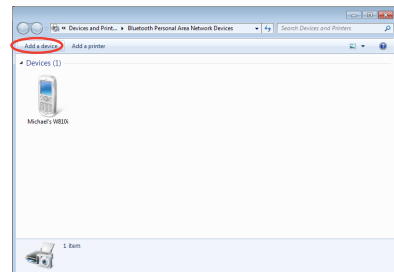 « Devices and Print... ▸ Bluetooth Personal Area Network Devices
Search Devices and Printers
Add a device
Add a printer
Devices (1)
Michael's W810i
1 item